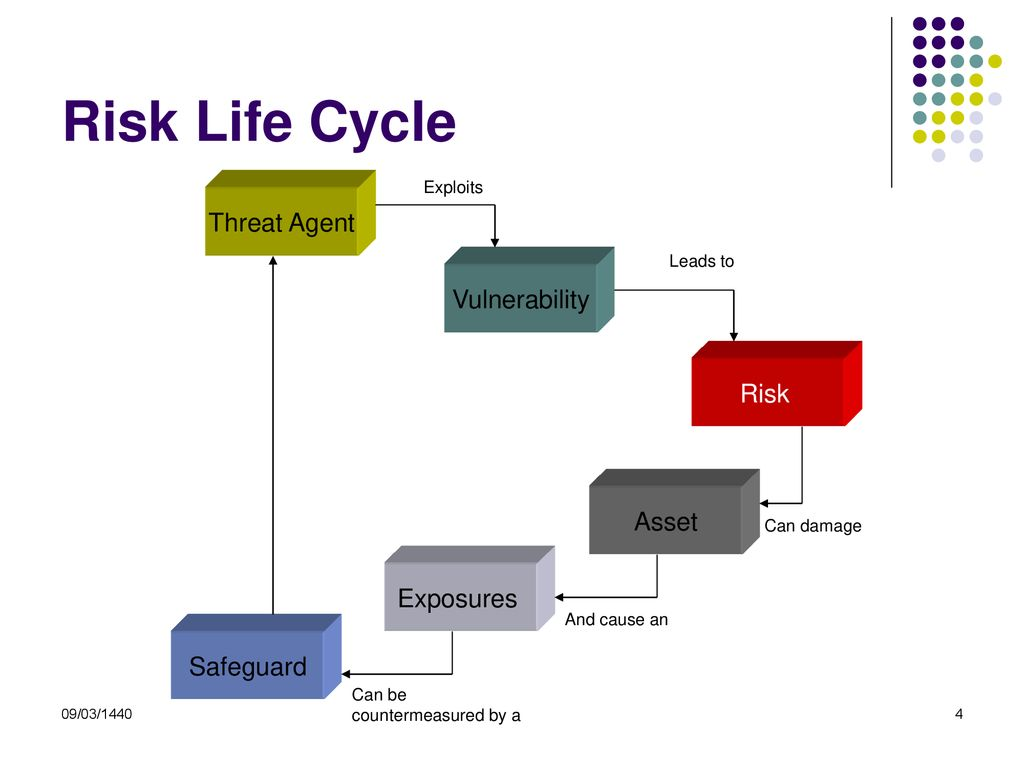 Risk Life Cycle
Exploits
Threat Agent
Leads to
Vulnerability
Risk
Asset
Can damage
Exposures
And cause an
Safeguard
Can be
countermeasured by a
09/03/1440
4